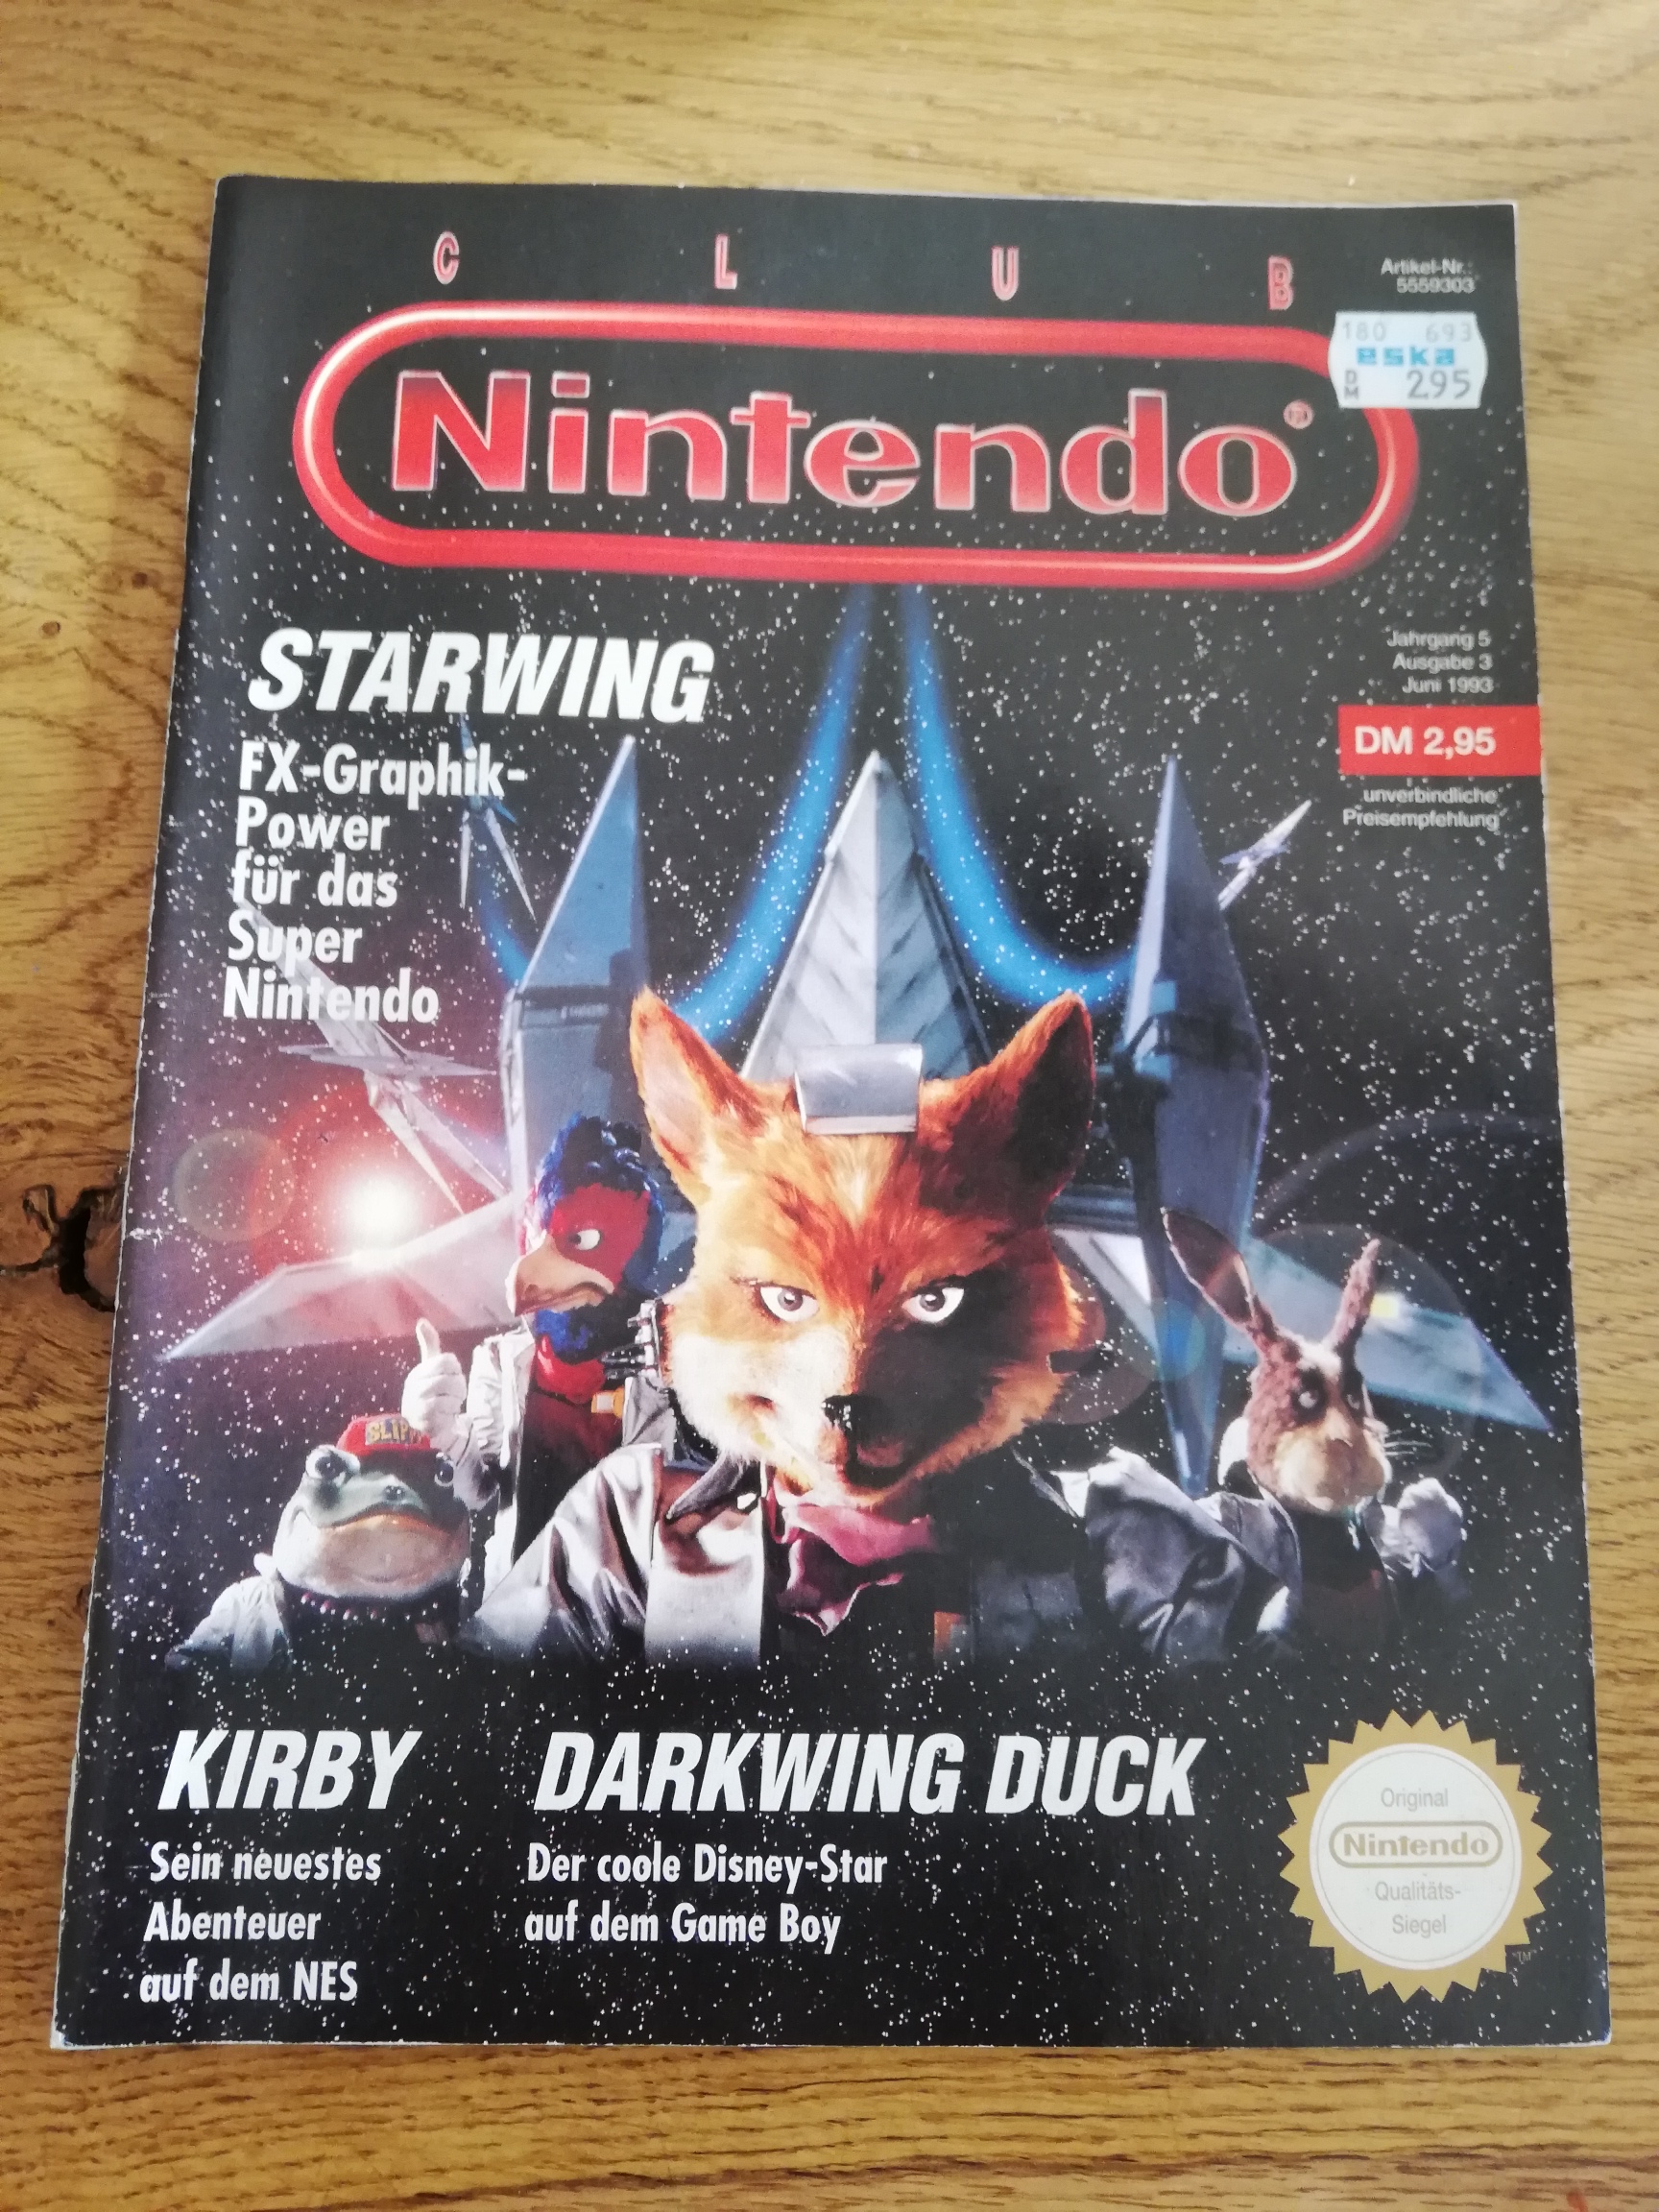 CLUB
Artikel-Nr.:
5559303
180 693
eska
DM 2.95
Nintendo®
STARWING
Jahrgang 5
Ausgabe 3
Juni 1993
DM 2,95
unverbindliche
Preisempfehlung
FX-Graphik-
Power
für das
Super
Nintendo
SLIPPY
KIRBY
Sein neuestes
Abenteuer
auf dem NES
DARKWING DUCK
Der coole Disney-Star
auf dem Game Boy
Original
Nintendo
Qualitäts-
Siegel
TM